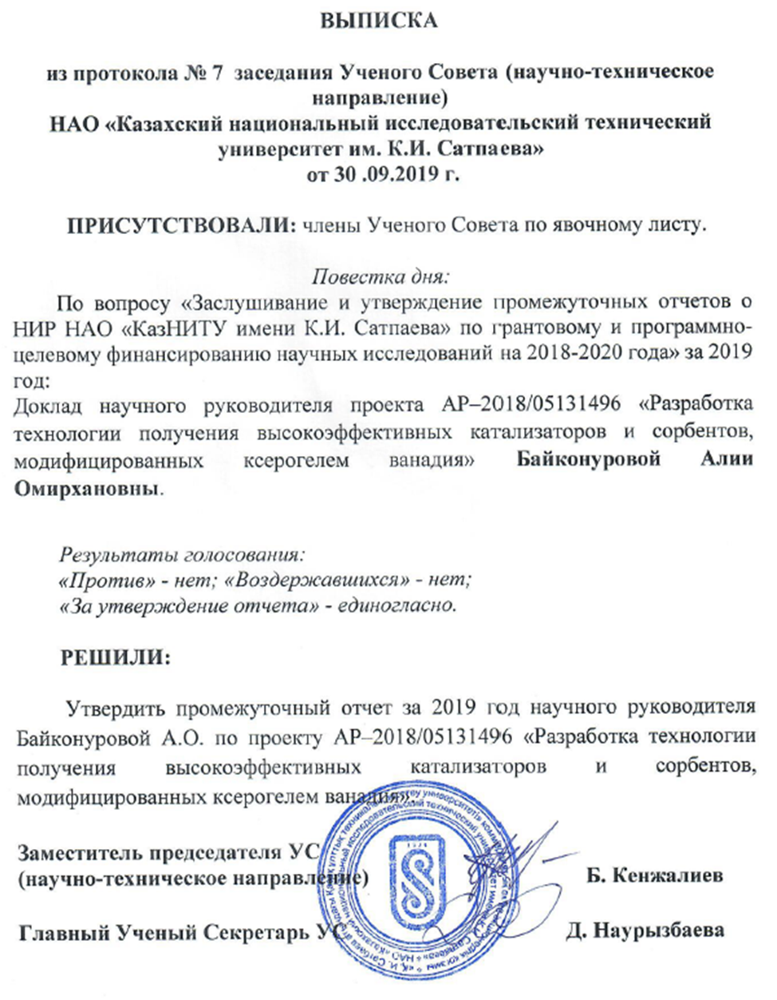 ВЫПИСКА
из протокола № 7 заседания Ученого Совета (научно-техническое
направление)
НАО «Казахский национальный исследовательский технический
университет им. К.И. Сатпаева»
от 30 .09.2019 г.
ПРИСУТСТВОВАЛИ: члены Ученого Совета по явочному листу.
Повестка дня:
По вопросу «Заслушивание и утверждение промежуточных отчетов о
НИР НАО «КазНИТУ имени К.И. Сатпаева» по грантовому и программно-
целевому финансированию научных исследований на 2018-2020 года» за 2019
год:
Доклад научного руководителя проекта АР–2018/05131496 «Разработка
технологии получения высокоэффективных катализаторов и сорбентов,
модифицированных ксерогелем ванадия» Байконуровой Алии
Омирхановны.
Результаты голосования:
«Против» - нет; «Воздержавшихся» - нет;
«За утверждение отчета» - единогласно.
РЕШИЛИ:
Утвердить промежуточный отчет за 2019 год научного руководителя
Байконуровой А.О. по проекту АР–2018/05131496 «Разработка технологии
получения высокоэффективных катализаторов и сорбентов,
модифицированных ксерогелем ванадия».
Заместитель председателя УС
(научно-техническое направление) Б. Кенжалиев
Главный Ученый Секретарь УС Д. Наурызбаева